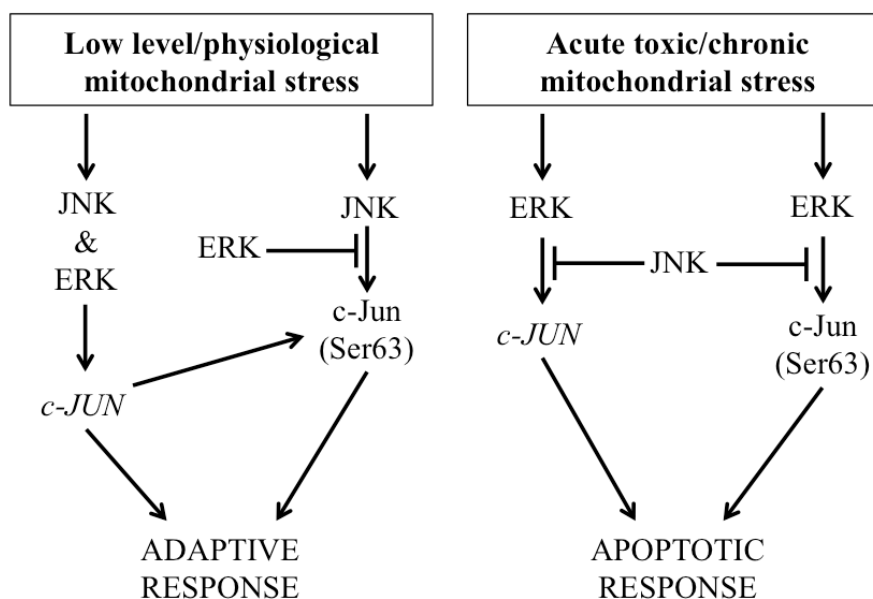 Low level/physiological
mitochondrial stress
JNK
&
ERK
JNK
ERK
c-Jun
(Ser63)
c-JUN
ADAPTIVE
RESPONSE
Acute toxic/chronic
mitochondrial stress
ERK
ERK
JNK
c-JUN
c-Jun
(Ser63)
APOPTOTIC
RESPONSE